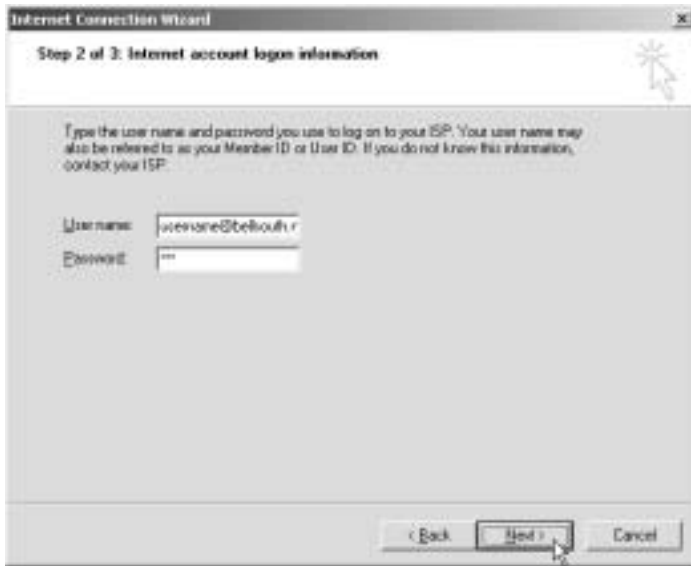 Internet Connection Wizard
Step 2 of 3: Internet account logon information
Type the user name and password you use to log on to your ISP. Your user name may
also be referred to as your Member ID or User ID. If you do not know this information,
contact your ISP.
User name: username@bellsouth.n
Password: ***
< Back Next > Cancel